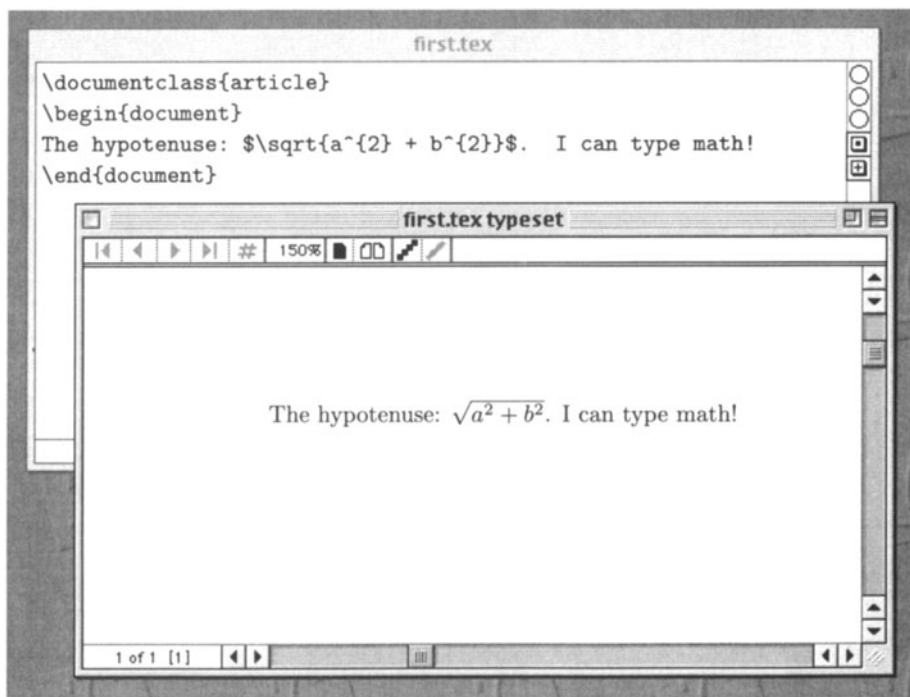 first.tex
\documentclass{article}
\begin{document}
The hypotenuse: $\sqrt{a^{2} + b^{2}}$.  I can type math!
\end{document}
first.tex typeset
# 150%
The hypotenuse: √a² + b². I can type math!
1 of 1 [1]